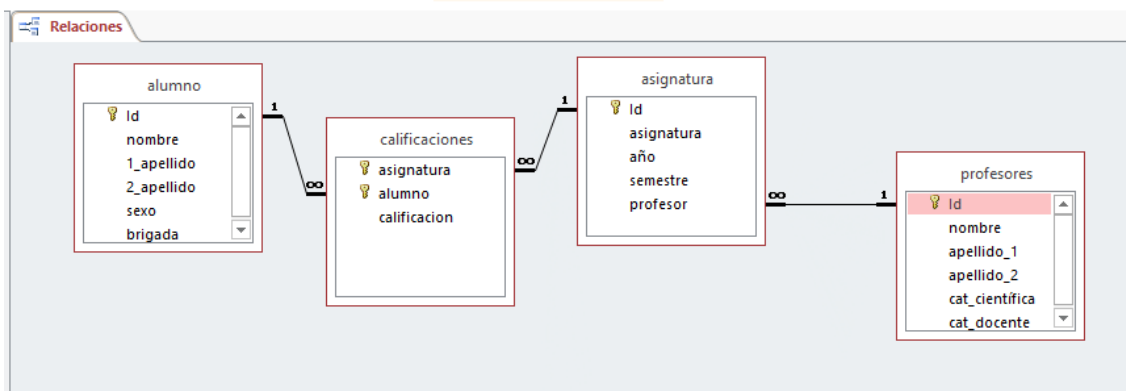 Relaciones
alumno
Id
nombre
1_apellido
2_apellido
sexo
brigada
1
∞
calificaciones
asignatura
alumno
calificacion
∞
1
asignatura
Id
asignatura
año
semestre
profesor
∞
1
profesores
Id
nombre
apellido_1
apellido_2
cat_científica
cat_docente